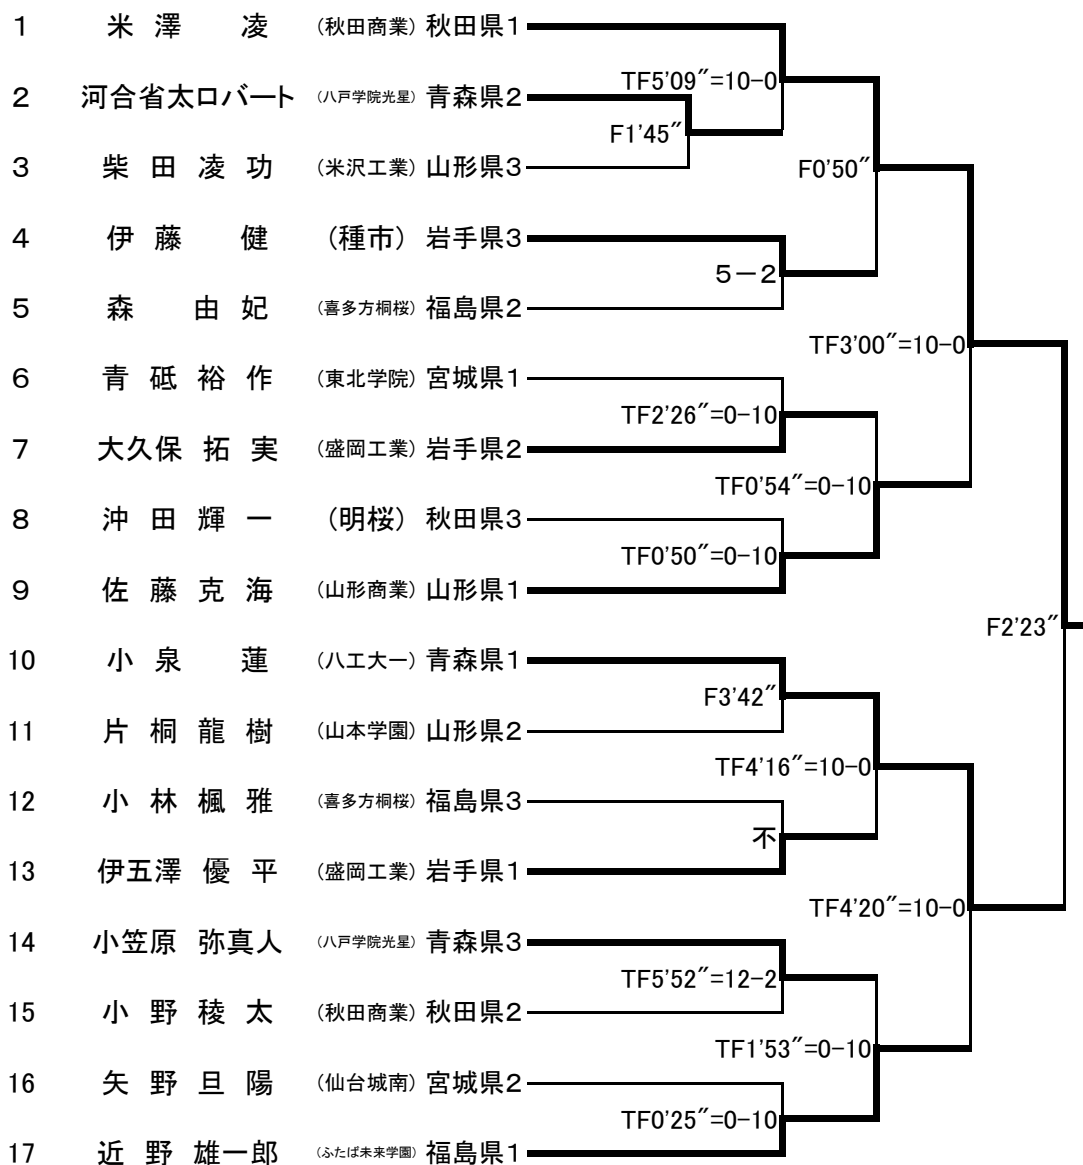 1 米澤 凌 (秋田商業) 秋田県1
TF5'09"=10-0
2 河合省太ロバート (八戸学院光星) 青森県2
F1'45"
3 柴田凌功 (米沢工業) 山形県3
F0'50"
4 伊藤 健 (種市) 岩手県3
5-2
5 森 由妃 (喜多方桐桜) 福島県2
TF3'00"=10-0
6 青砥裕作 (東北学院) 宮城県1
TF2'26"=0-10
7 大久保 拓実 (盛岡工業) 岩手県2
TF0'54"=0-10
8 沖田輝一 (明桜) 秋田県3
TF0'50"=0-10
9 佐藤克海 (山形商業) 山形県1
F2'23"
10 小泉 蓮 (八工大一) 青森県1
F3'42"
11 片桐龍樹 (山本学園) 山形県2
TF4'16"=10-0
12 小林楓雅 (喜多方桐桜) 福島県3
不
13 伊五澤 優平 (盛岡工業) 岩手県1
TF4'20"=10-0
14 小笠原 弥真人 (八戸学院光星) 青森県3
TF5'52"=12-2
15 小野稜太 (秋田商業) 秋田県2
TF1'53"=0-10
16 矢野旦陽 (仙台城南) 宮城県2
TF0'25"=0-10
17 近野雄一郎 (ふたば未来学園) 福島県1